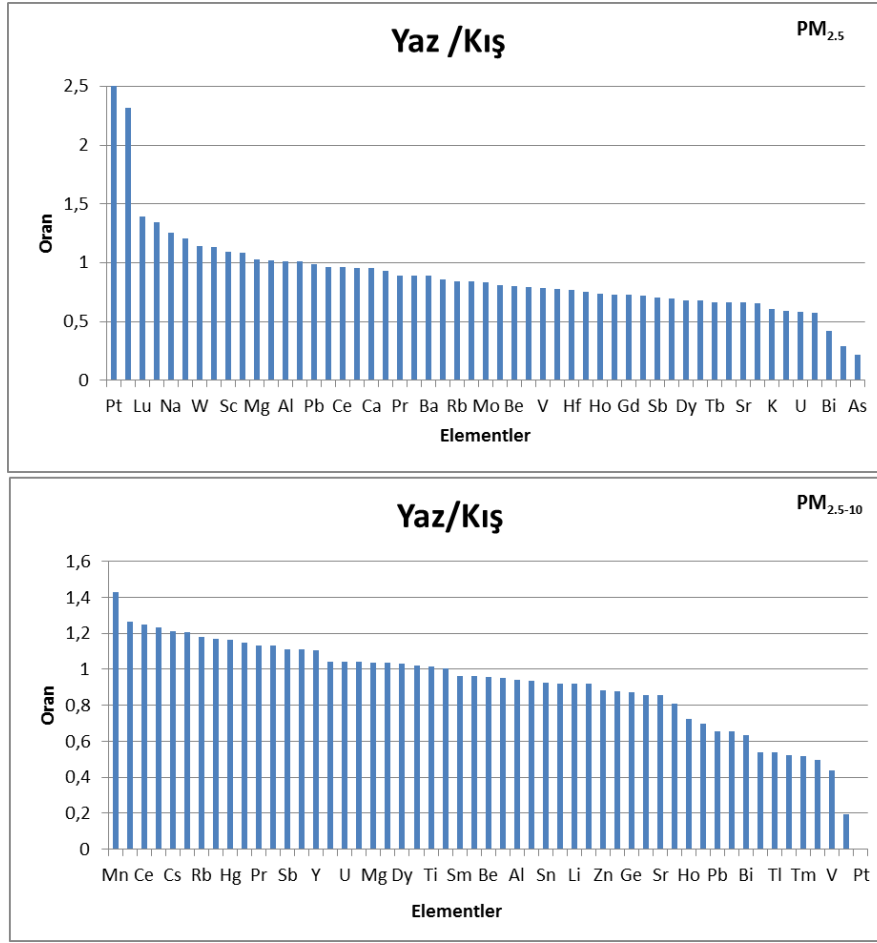 Yaz /Kış
PM2.5
2,5
2
1,5
1
0,5
0
Oran
Pt Lu Na W Sc Mg Al Pb Ce Ca Pr Ba Rb Mo Be V Hf Ho Gd Sb Dy Tb Sr K U Bi As
Elementler
Yaz/Kış
PM2.5-10
1,6
1,4
1,2
1
0,8
0,6
0,4
0,2
0
Oran
Mn Ce Cs Rb Hg Pr Sb Y U Mg Dy Ti Sm Be Al Sn Li Zn Ge Sr Ho Pb Bi Tl Tm V Pt
Elementler